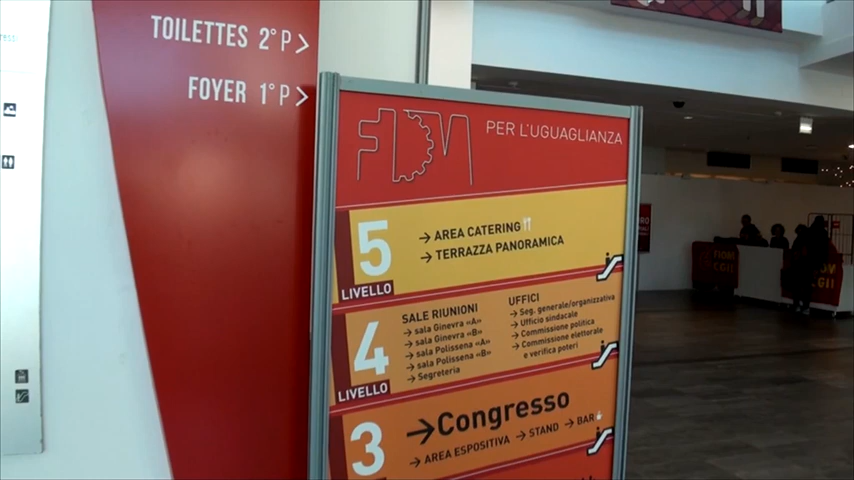 TOILETTES 2° P >
FOYER 1° P >
FIOM
PER L'UGUAGLIANZA
5
LIVELLO
→ AREA CATERING
→ TERRAZZA PANORAMICA
4
LIVELLO
SALE RIUNIONI
→ sala Ginevra «A»
→ sala Ginevra «B»
→ sala Polissena «A»
→ sala Polissena «B»
→ Segreteria
UFFICI
→ Seg. generale/organizzativa
→ Ufficio sindacale
→ Commissione politica
→ Commissione elettorale
e verifica poteri
3
→Congresso
→ AREA ESPOSITIVA → STAND → BAR
FIOM
CGIL